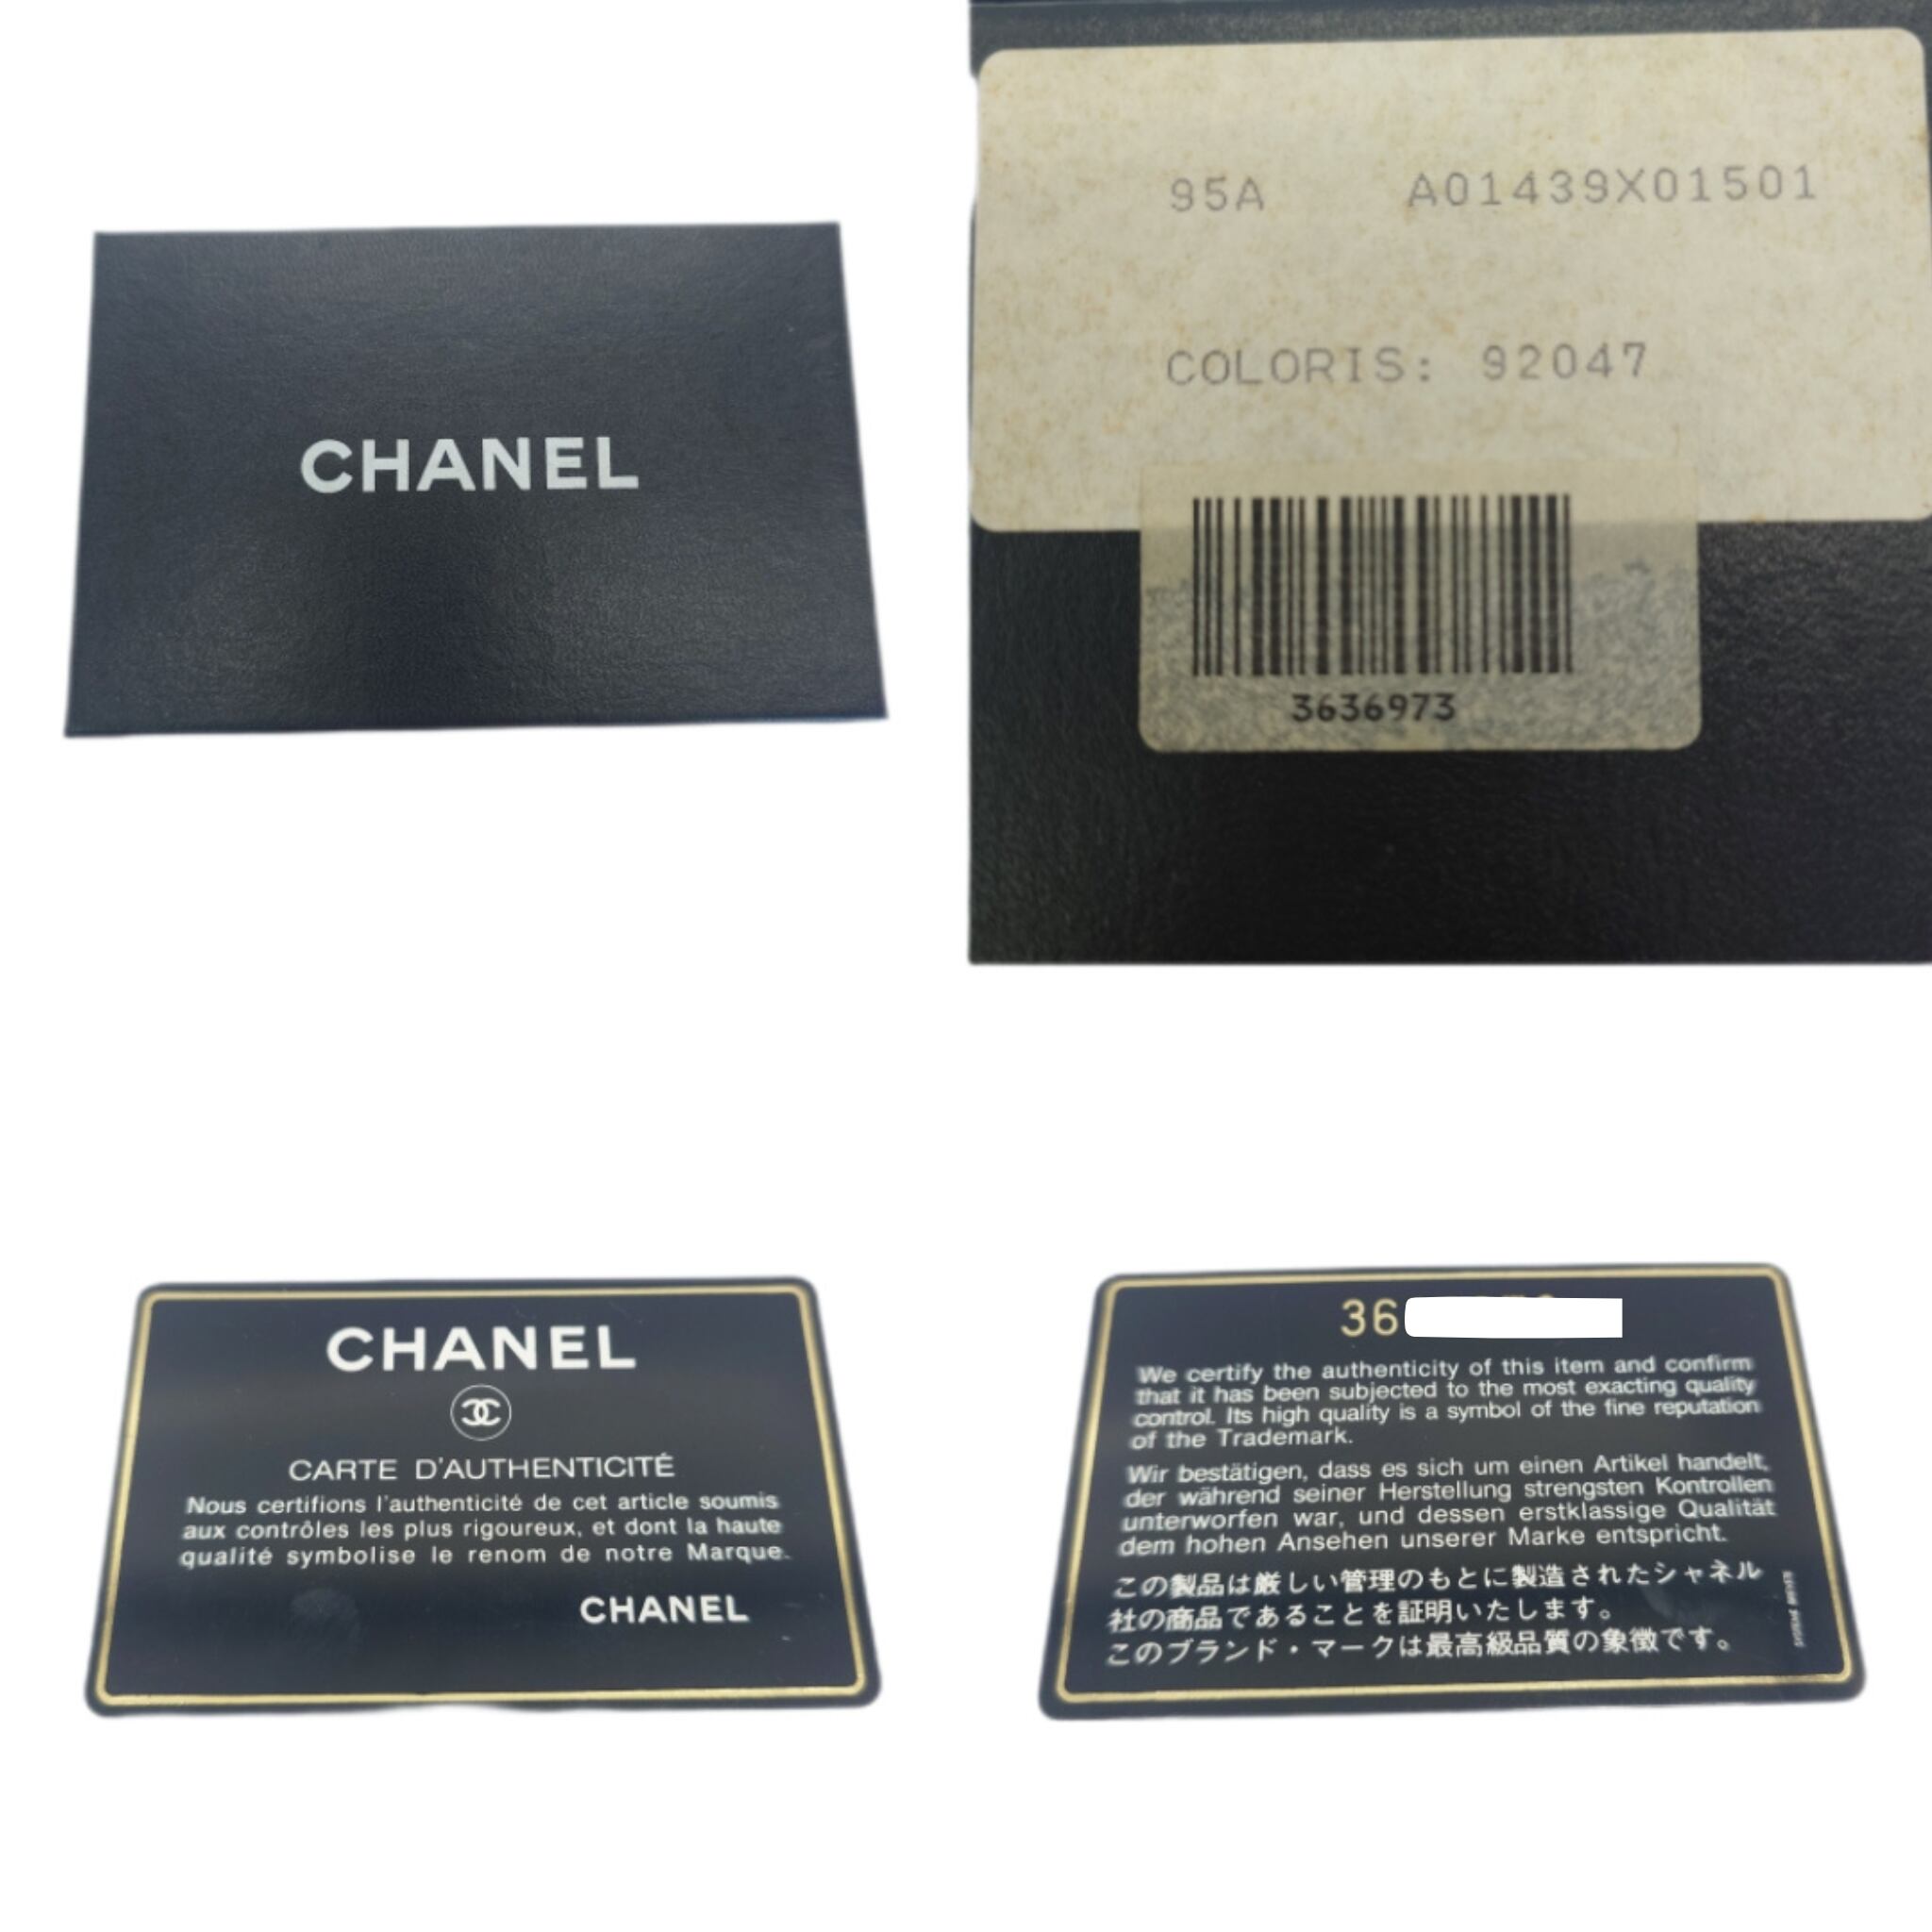 CHANEL
95A A01439X01501
COLORIS: 92047
3636973
CHANEL
CARTE D'AUTHENTICITÉ
Nous certifions l'authenticité de cet article soumis
aux contrôles les plus rigoureux, et dont la haute
qualité symbolise le renom de notre Marque.
CHANEL
36
We certify the authenticity of this item and confirm
that it has been subjected to the most exacting quality
control. Its high quality is a symbol of the fine reputation
of the Trademark.
Wir bestätigen, dass es sich um einen Artikel handelt,
der während seiner Herstellung strengsten Kontrollen
unterworfen war, und dessen erstklassige Qualität
dem hohen Ansehen unserer Marke entspricht.
この製品は厳しい管理のもとに製造されたシャネル
社の商品であることを証明いたします。
このブランド・マークは最高級品質の象徴です。